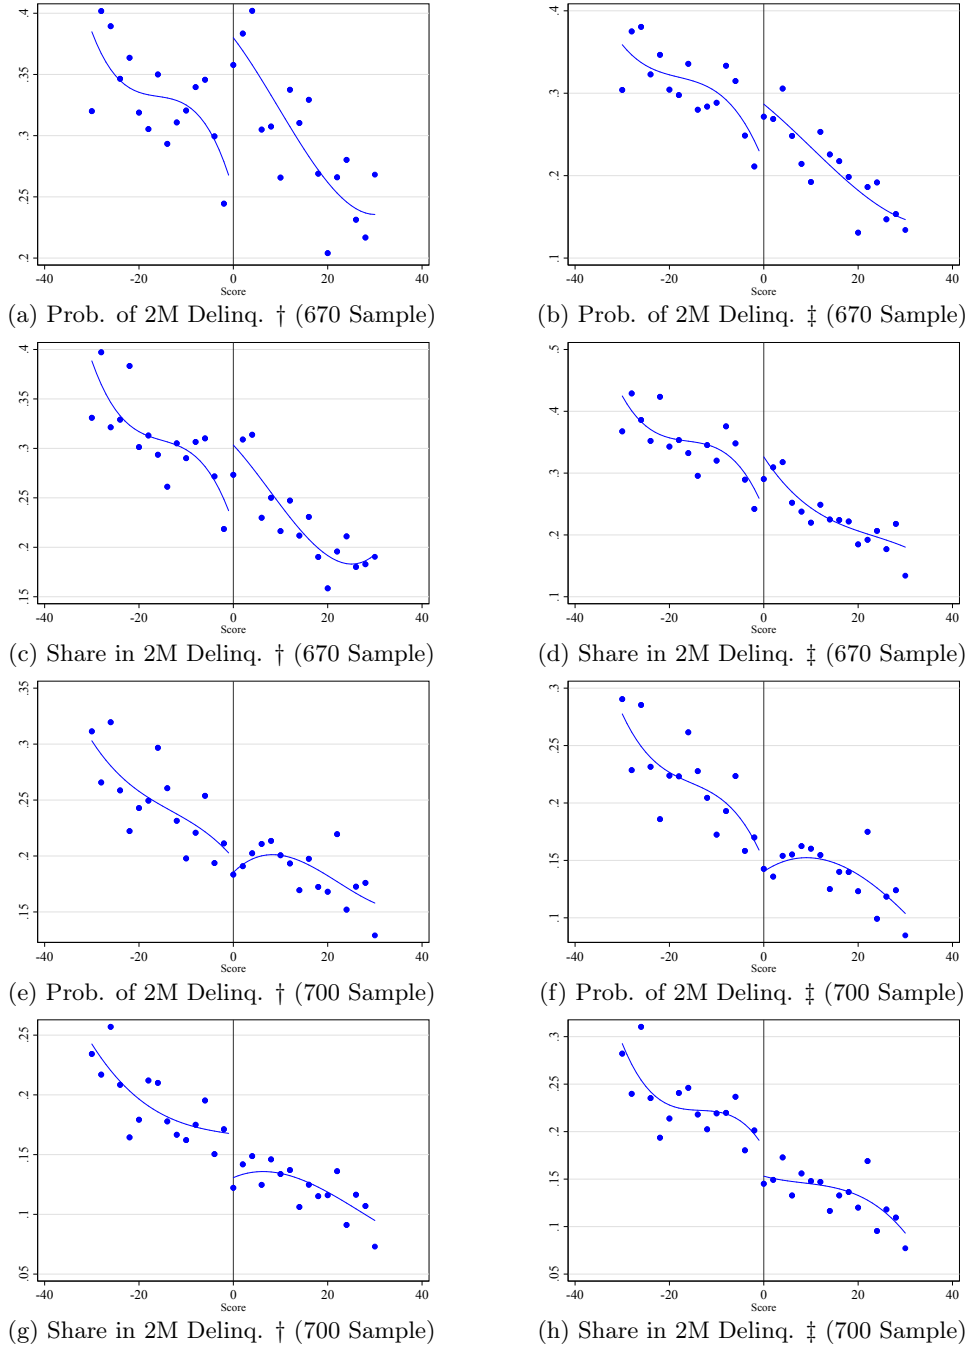 .4
.35
.3
.25
.2
-40 -20 0 20 40
Score
(a) Prob. of 2M Delinq. † (670 Sample)
.4
.3
.2
.1
-40 -20 0 20 40
Score
(b) Prob. of 2M Delinq. ‡ (670 Sample)
.4
.35
.3
.25
.2
.15
-40 -20 0 20 40
Score
(c) Share in 2M Delinq. † (670 Sample)
.5
.4
.3
.2
.1
-40 -20 0 20 40
Score
(d) Share in 2M Delinq. ‡ (670 Sample)
.35
.3
.25
.2
.15
-40 -20 0 20 40
Score
(e) Prob. of 2M Delinq. † (700 Sample)
.3
.25
.2
.15
.1
-40 -20 0 20 40
Score
(f) Prob. of 2M Delinq. ‡ (700 Sample)
.25
.2
.15
.1
.05
-40 -20 0 20 40
Score
(g) Share in 2M Delinq. † (700 Sample)
.3
.25
.2
.15
.1
.05
-40 -20 0 20 40
Score
(h) Share in 2M Delinq. ‡ (700 Sample)